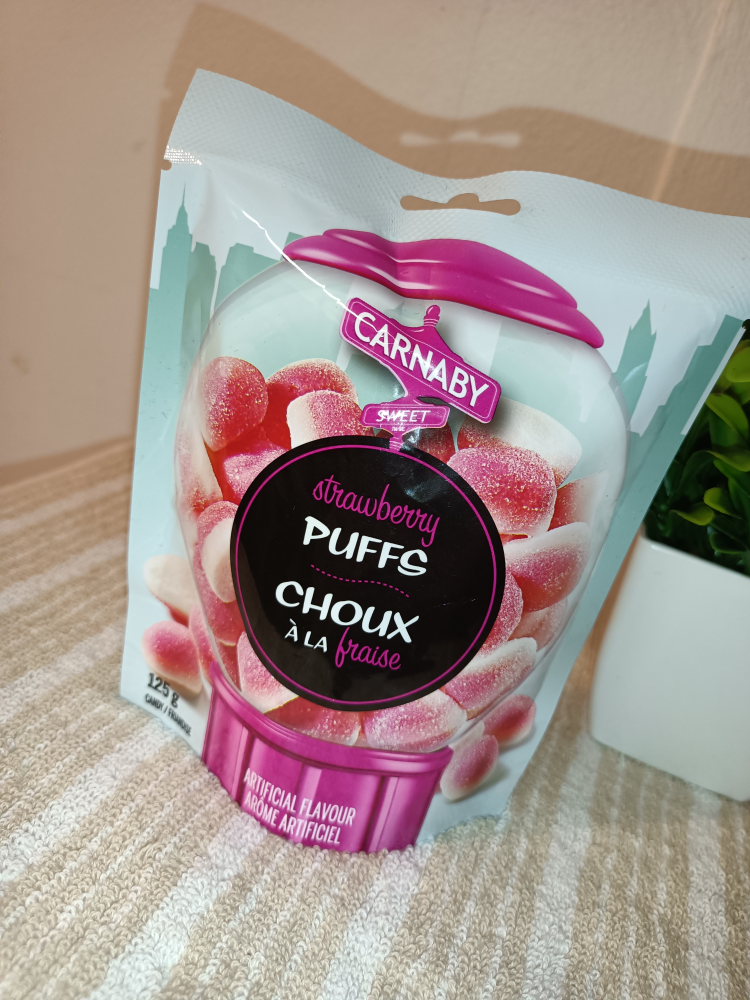 CARNABY
SWEET
strawberry
PUFFS
CHOUX
À LA fraise
125 g
CANDY / FRIANDISE
ARTIFICIAL FLAVOUR
ARÔME ARTIFICIEL